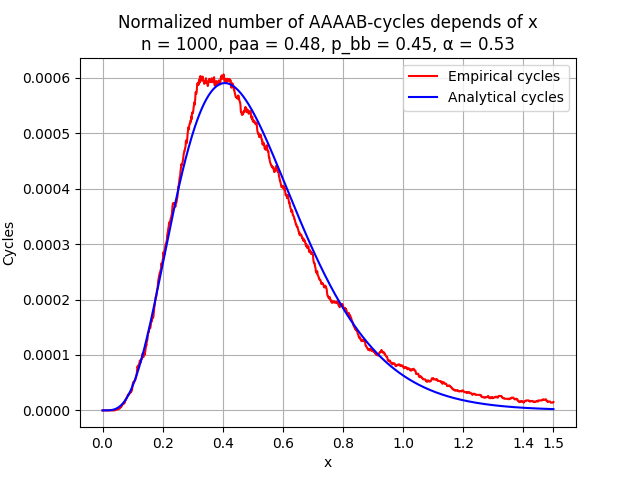 Normalized number of AAAAB-cycles depends of x
n = 1000, paa = 0.48, p_bb = 0.45, α = 0.53
Empirical cycles
Analytical cycles
Cycles
0.0006
0.0005
0.0004
0.0003
0.0002
0.0001
0.0000
0.0 0.2 0.4 0.6 0.8 1.0 1.2 1.4 1.5
x